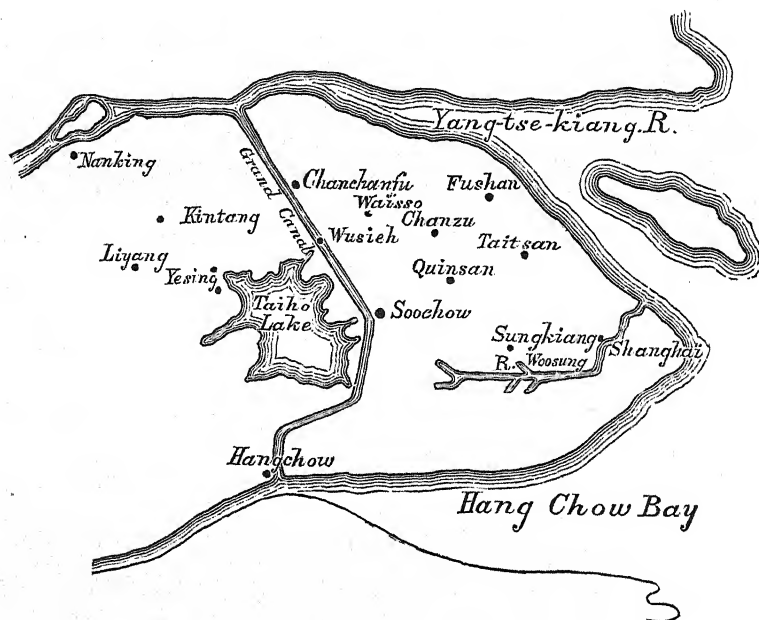 Yang-tse-kiang. R.
Nanking
Grand Canal
Chanchanfu
Fushan
Waïsso
Kintang
Chanzu
Wusieh
Taitsan
Liyang
Yesing
Quinsan
Taiho
Lake
Soochow
Sungkiang
Shanghaï
R. Woosung
Hangchow
Hang Chow Bay